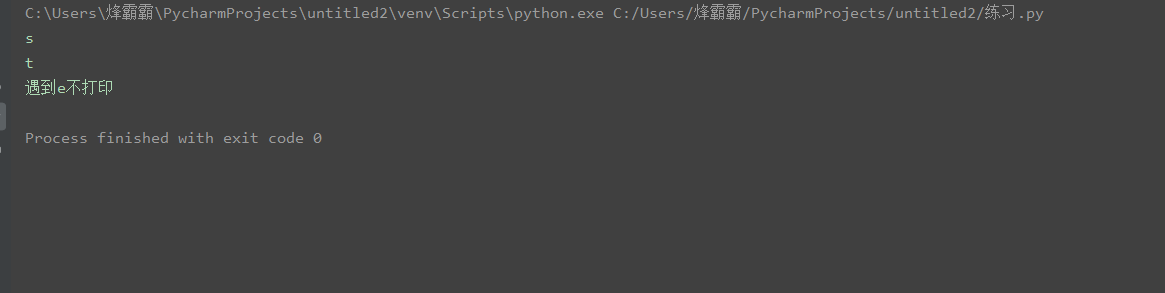 C:\Users\烽霸霸\PycharmProjects\untitled2\venv\Scripts\python.exe C:/Users/烽霸霸/PycharmProjects/untitled2/练习.py
s
t
遇到e不打印
Process finished with exit code 0